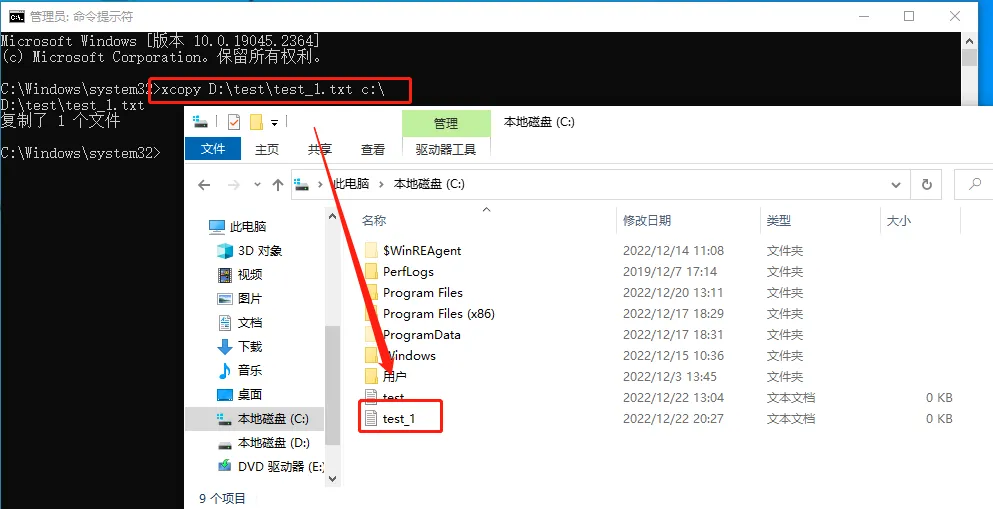 管理员: 命令提示符
Microsoft Windows [版本 10.0.19045.2364]
(c) Microsoft Corporation。保留所有权利。
C:\Windows\system32>xcopy D:\test\test_1.txt c:\
D:\test\test_1.txt
复制了 1 个文件
C:\Windows\system32>
管理
本地磁盘 (C:)
文件 主页 共享 查看 驱动器工具
此电脑 本地磁盘 (C:)
名称 修改日期 类型 大小
此电脑
3D 对象
视频
图片
文档
下载
音乐
桌面
本地磁盘 (C:)
本地磁盘 (D:)
DVD 驱动器 (E:)
$WinREAgent 2022/12/14 11:08 文件夹
PerfLogs 2019/12/7 17:14 文件夹
Program Files 2022/12/20 13:11 文件夹
Program Files (x86) 2022/12/17 18:29 文件夹
ProgramData 2022/12/17 18:31 文件夹
Windows 2022/12/15 10:36 文件夹
用户 2022/12/3 13:45 文件夹
test 2022/12/22 13:04 文本文档 0 KB
test_1 2022/12/22 20:27 文本文档 0 KB
9 个项目